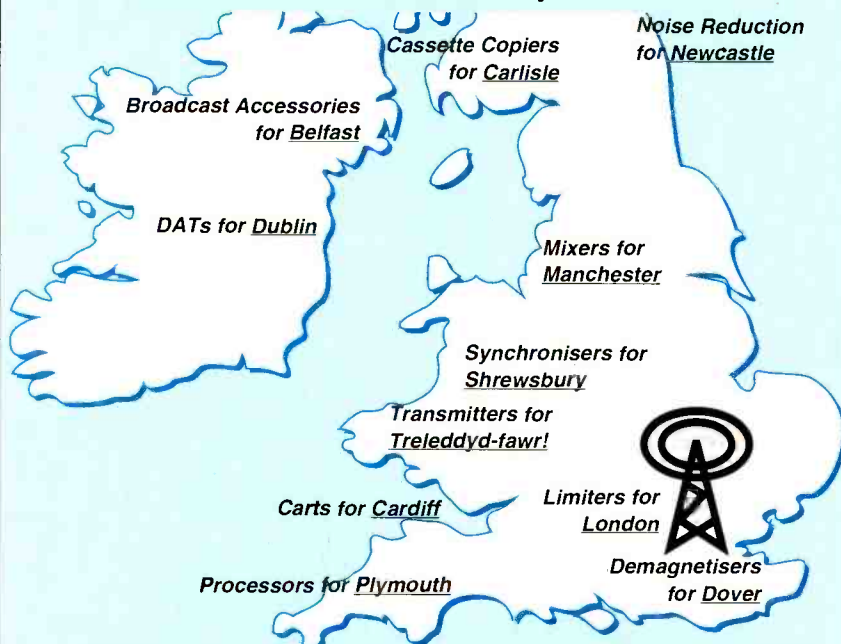 Noise Reduction
for Newcastle
Cassette Copiers
for Carlisle
Broadcast Accessories
for Belfast
DATs for Dublin
Mixers for
Manchester
Synchronisers for
Shrewsbury
Transmitters for
Treleddyd-fawr!
Carts for Cardiff
Limiters for
London
Demagnetisers
for Dover
Processors for Plymouth